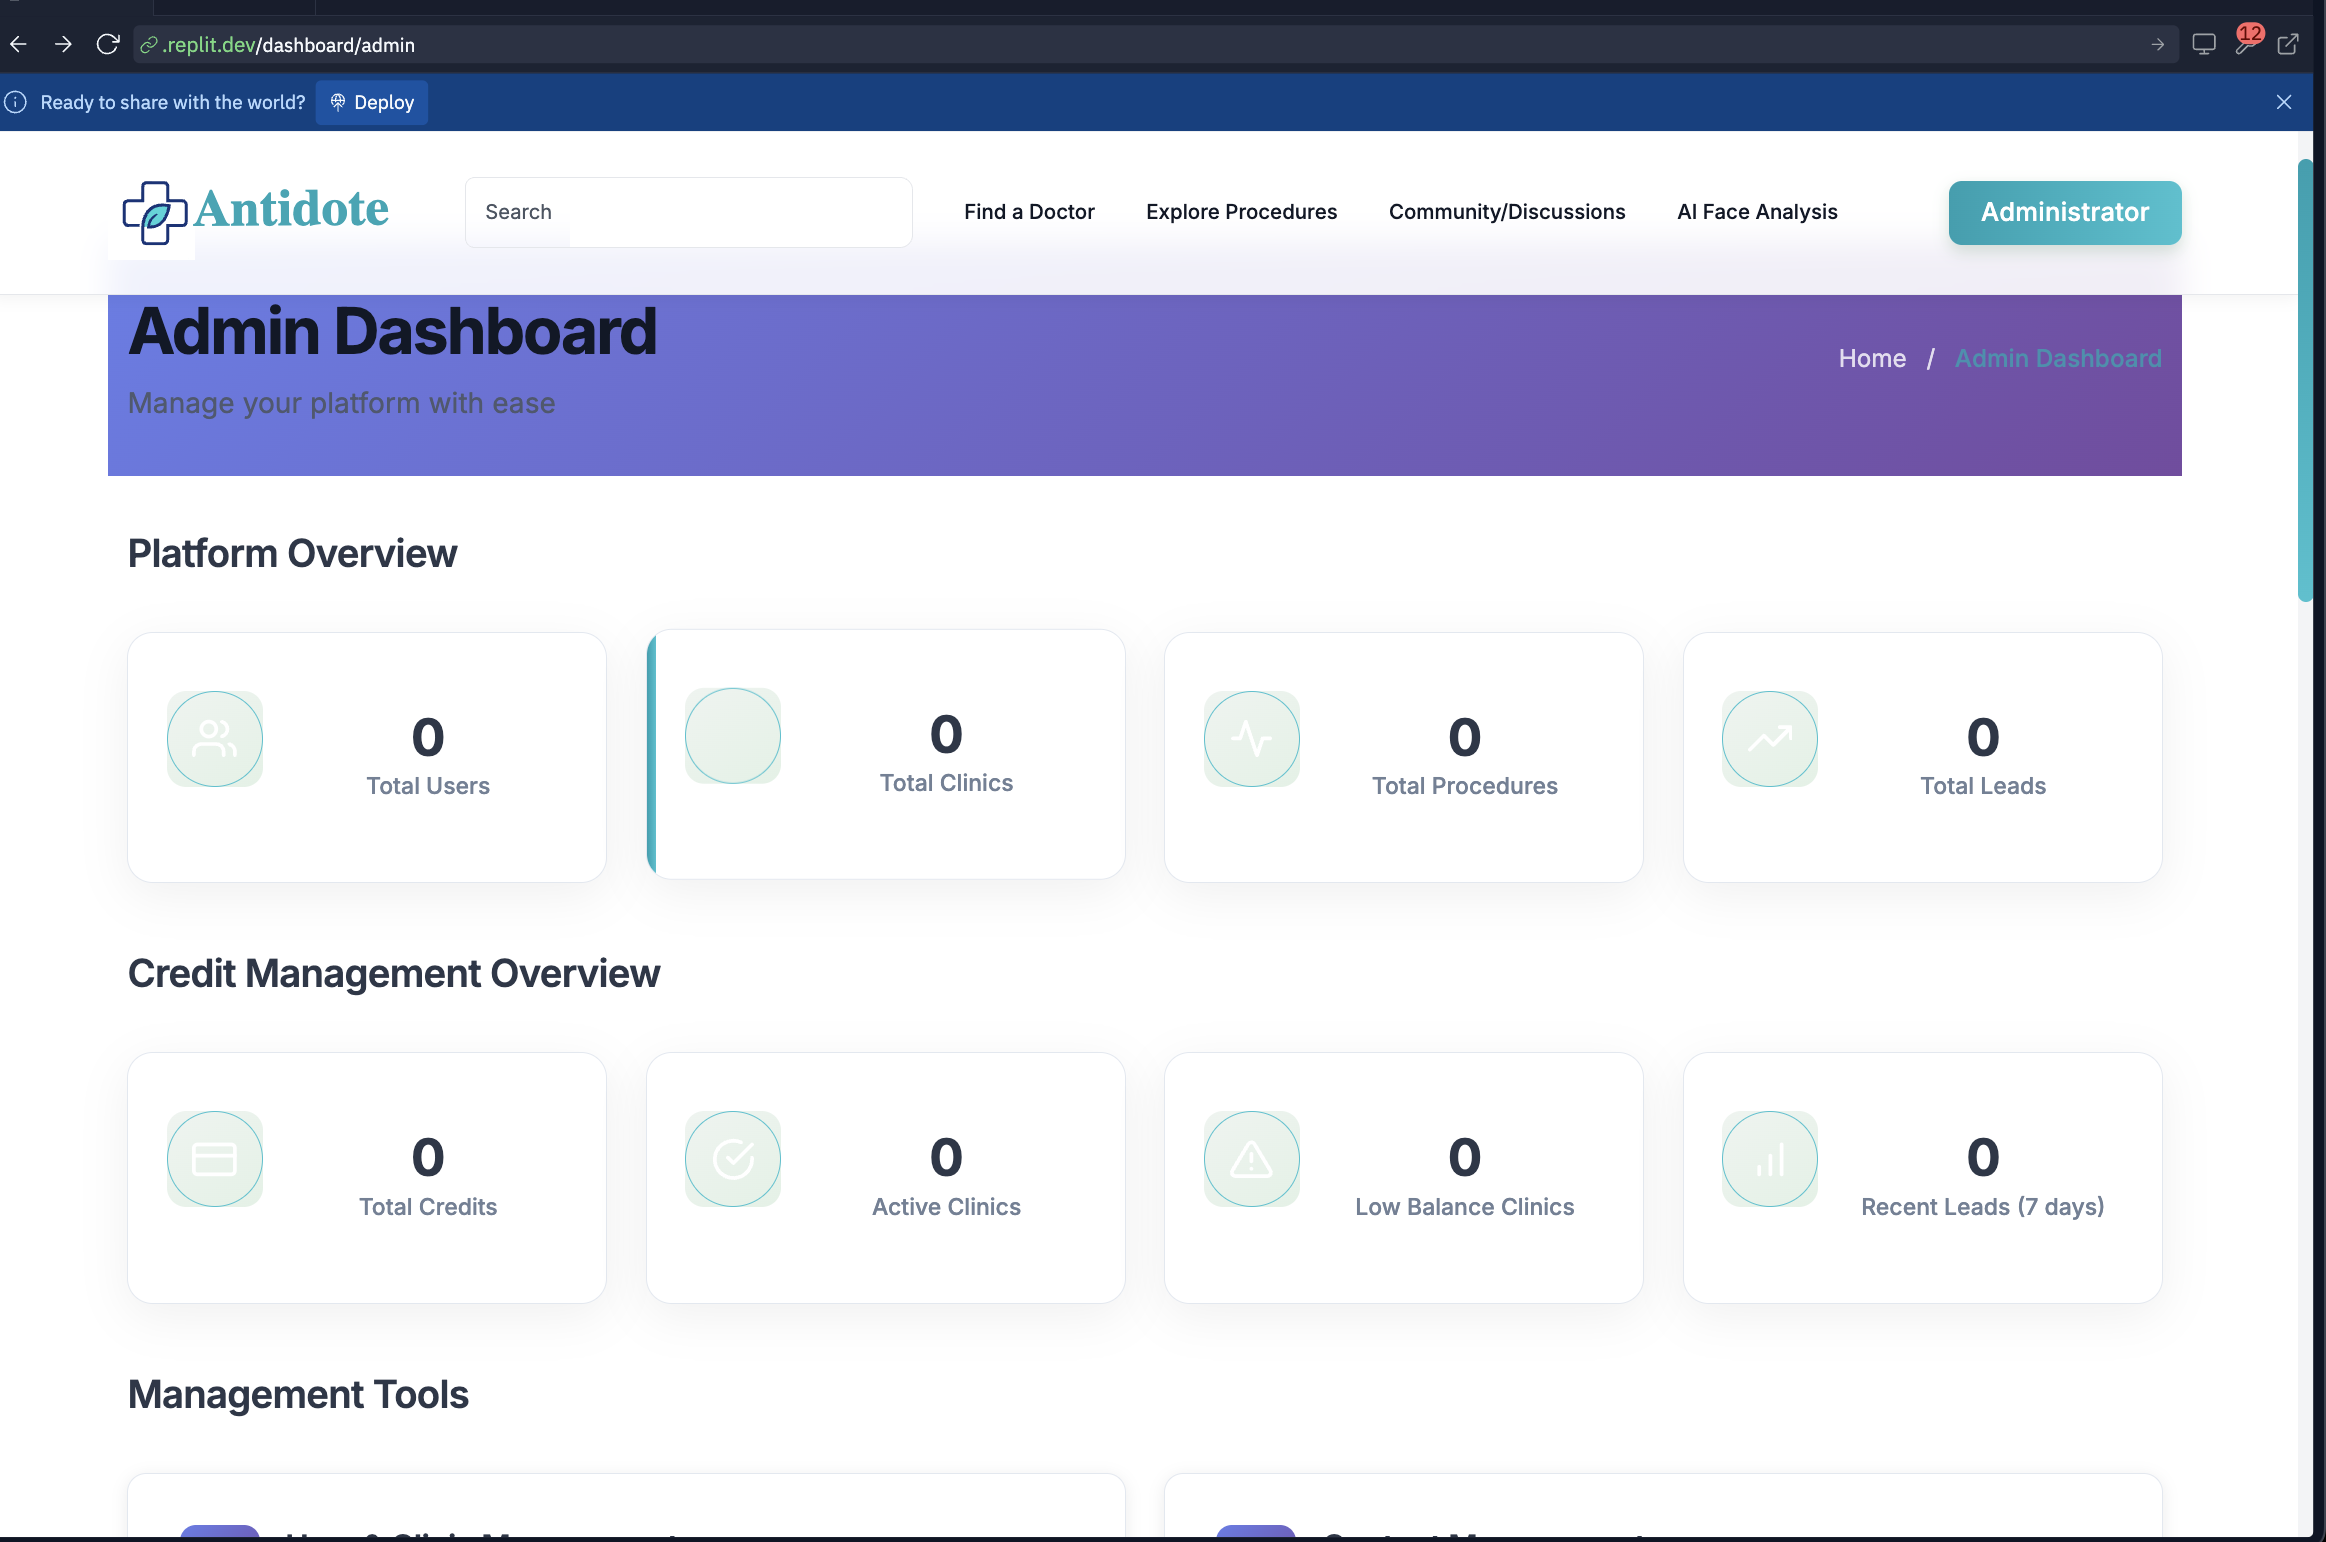 .replit.dev/dashboard/admin
12
Ready to share with the world?
Deploy
Antidote
Search
Find a Doctor
Explore Procedures
Community/Discussions
AI Face Analysis
Administrator
Admin Dashboard
Manage your platform with ease
Home / Admin Dashboard
Platform Overview
0
Total Users
0
Total Clinics
0
Total Procedures
0
Total Leads
Credit Management Overview
0
Total Credits
0
Active Clinics
0
Low Balance Clinics
0
Recent Leads (7 days)
Management Tools